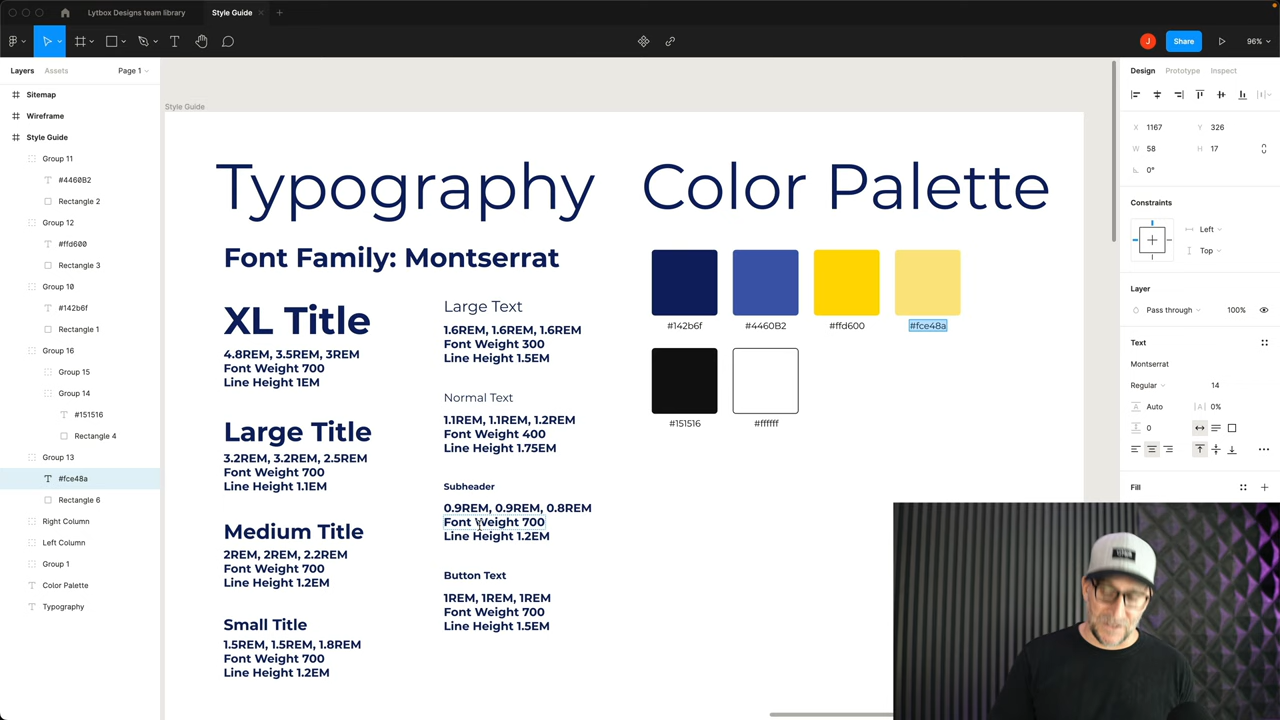 Lytbox Designs team library
Style Guide
J
Share
96%
Layers
Assets
Page 1
Sitemap
Wireframe
Style Guide
Group 11
#4460B2
Rectangle 2
Group 12
#ffd600
Rectangle 3
Group 10
#142b6f
Rectangle 1
Group 16
Group 15
Group 14
#151516
Rectangle 4
Group 13
#fce48a
Rectangle 6
Right Column
Left Column
Group 1
Color Palette
Typography
Style Guide
Typography
Font Family: Montserrat
XL Title
4.8REM, 3.5REM, 3REM
Font Weight 700
Line Height 1EM
Large Title
3.2REM, 3.2REM, 2.5REM
Font Weight 700
Line Height 1.1EM
Medium Title
2REM, 2REM, 2.2REM
Font Weight 700
Line Height 1.2EM
Small Title
1.5REM, 1.5REM, 1.8REM
Font Weight 700
Line Height 1.2EM
Large Text
1.6REM, 1.6REM, 1.6REM
Font Weight 300
Line Height 1.5EM
Normal Text
1.1REM, 1.1REM, 1.2REM
Font Weight 400
Line Height 1.75EM
Subheader
0.9REM, 0.9REM, 0.8REM
Font Weight 700
Line Height 1.2EM
Button Text
1REM, 1REM, 1REM
Font Weight 700
Line Height 1.5EM
Color Palette
#142b6f
#4460B2
#ffd600
#fce48a
#151516
#ffffff
Design
Prototype
Inspect
X 1167
Y 326
W 58
H 17
0°
Constraints
Left
Top
Layer
Pass through
100%
Text
Montserrat
Regular
14
Auto
0%
0
Fill